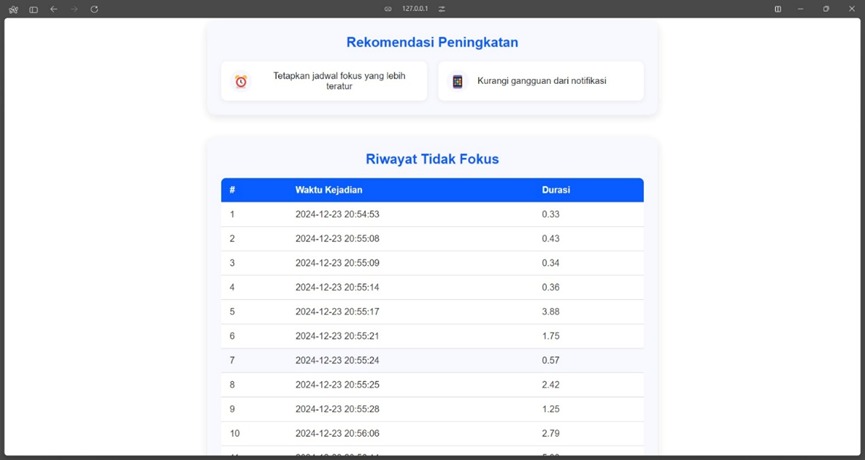 127.0.0.1
Rekomendasi Peningkatan
Tetapkan jadwal fokus yang lebih
teratur
Kurangi gangguan dari notifikasi
Riwayat Tidak Fokus
# Waktu Kejadian Durasi
1 2024-12-23 20:54:53 0.33
2 2024-12-23 20:55:08 0.43
3 2024-12-23 20:55:09 0.34
4 2024-12-23 20:55:14 0.36
5 2024-12-23 20:55:17 3.88
6 2024-12-23 20:55:21 1.75
7 2024-12-23 20:55:24 0.57
8 2024-12-23 20:55:25 2.42
9 2024-12-23 20:55:28 1.25
10 2024-12-23 20:56:06 2.79